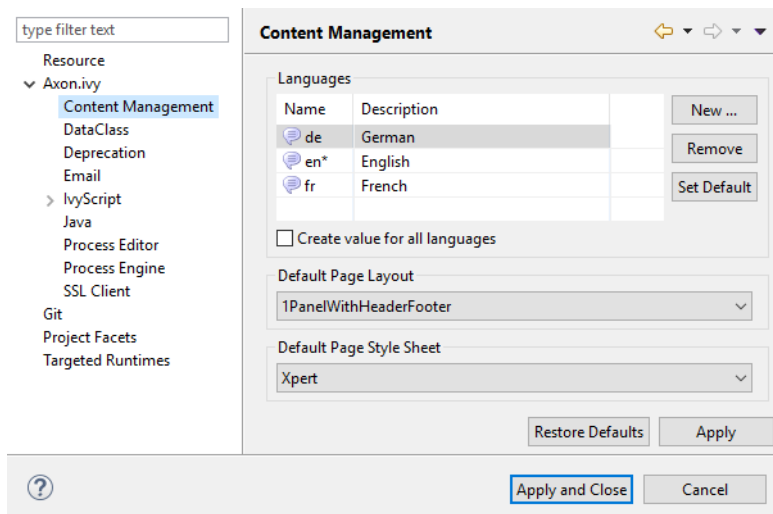 type filter text
Resource
Axon.ivy
Content Management
DataClass
Deprecation
Email
IvyScript
Java
Process Editor
Process Engine
SSL Client
Git
Project Facets
Targeted Runtimes
Content Management
Languages
Name Description
de German
en* English
fr French
New ...
Remove
Set Default
Create value for all languages
Default Page Layout
1PanelWithHeaderFooter
Default Page Style Sheet
Xpert
Restore Defaults Apply
? Apply and Close Cancel